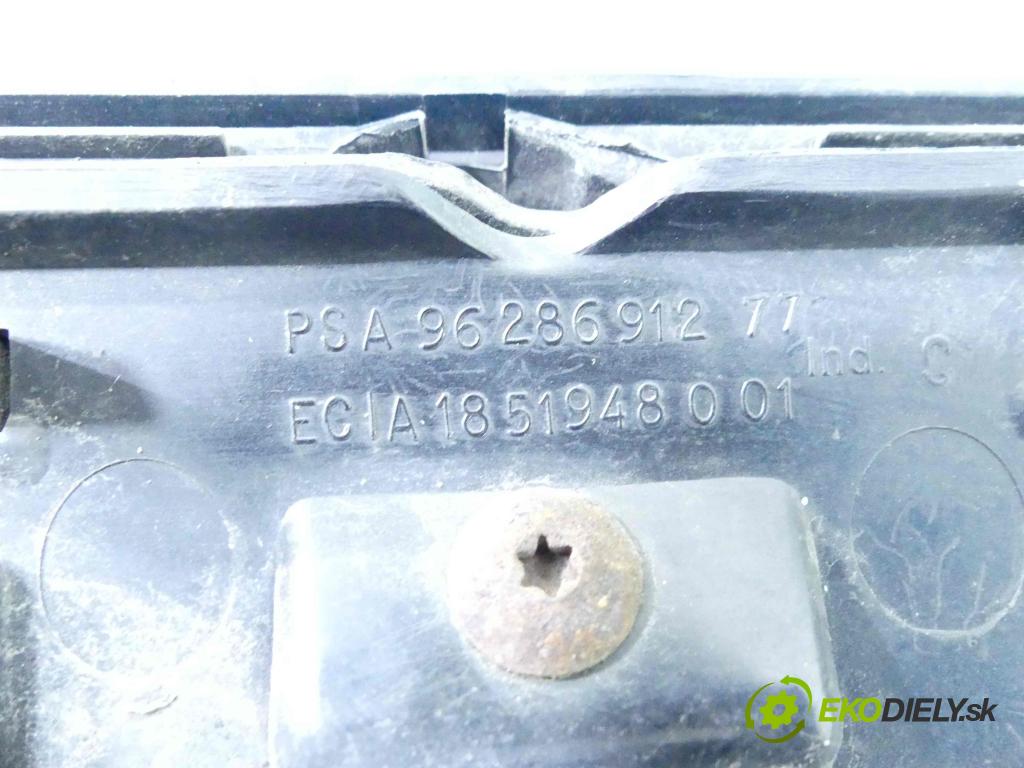 PSA 96 286 912 77
Ind. C
ECIA 18 51948 0 01
EKODIELY.sk